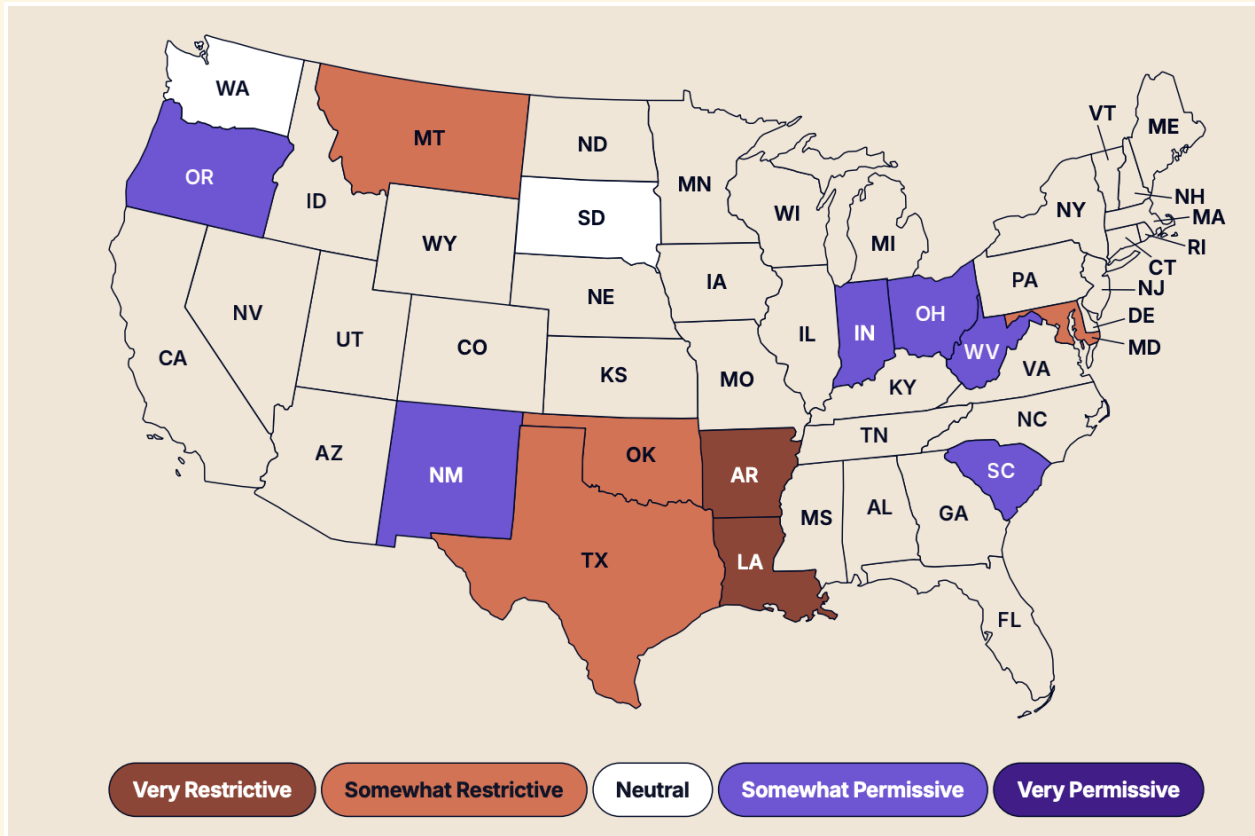 WA
VT
ME
MT
ND
OR
MN
SD
ID
WI
NH
NY
MA
WY
MI
RI
CT
PA
IA
NE
NJ
NV
OH
DE
UT
IL
IN
CO
MD
WV
CA
VA
KS
MO
KY
NC
TN
AZ
OK
SC
NM
AR
MS
AL
GA
TX
LA
FL
Very Restrictive
Somewhat Restrictive
Neutral
Somewhat Permissive
Very Permissive